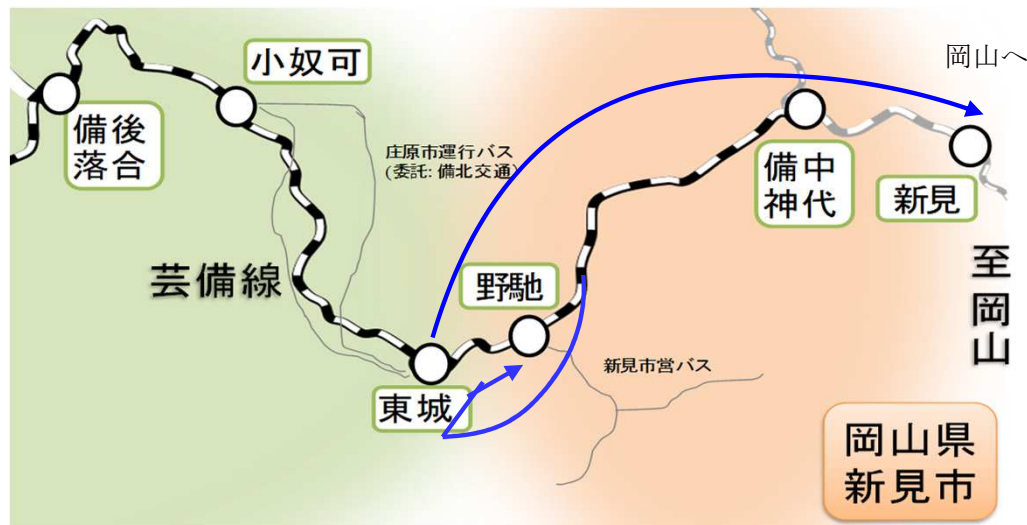 岡山へ
小奴可
備後
落合
庄原市運行バス
(委託: 備北交通)
備中
神代
新見
芸備線
野馳
至岡山
新見市営バス
東城
岡山県
新見市